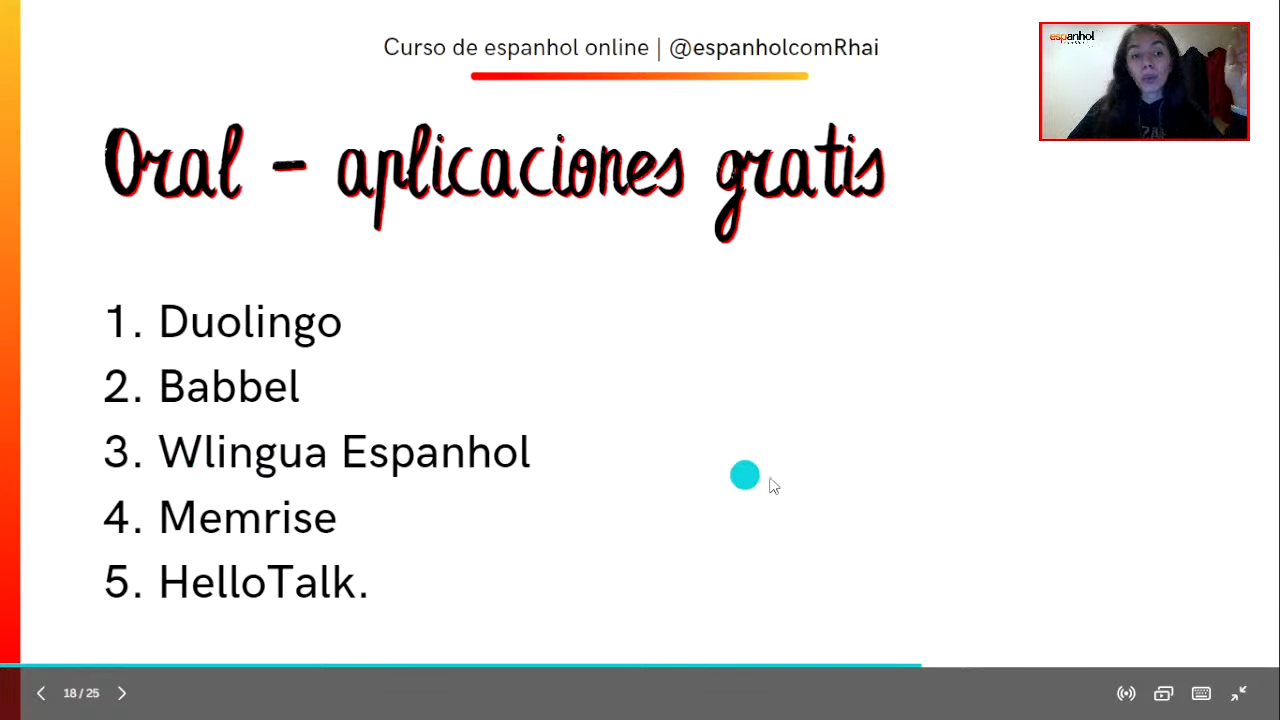 Curso de espanhol online | @espanholcomRhai
espanhol
Oral - aplicaciones gratis
1. Duolingo
2. Babbel
3. Wlingua Espanhol
4. Memrise
5. HelloTalk.
18 / 25